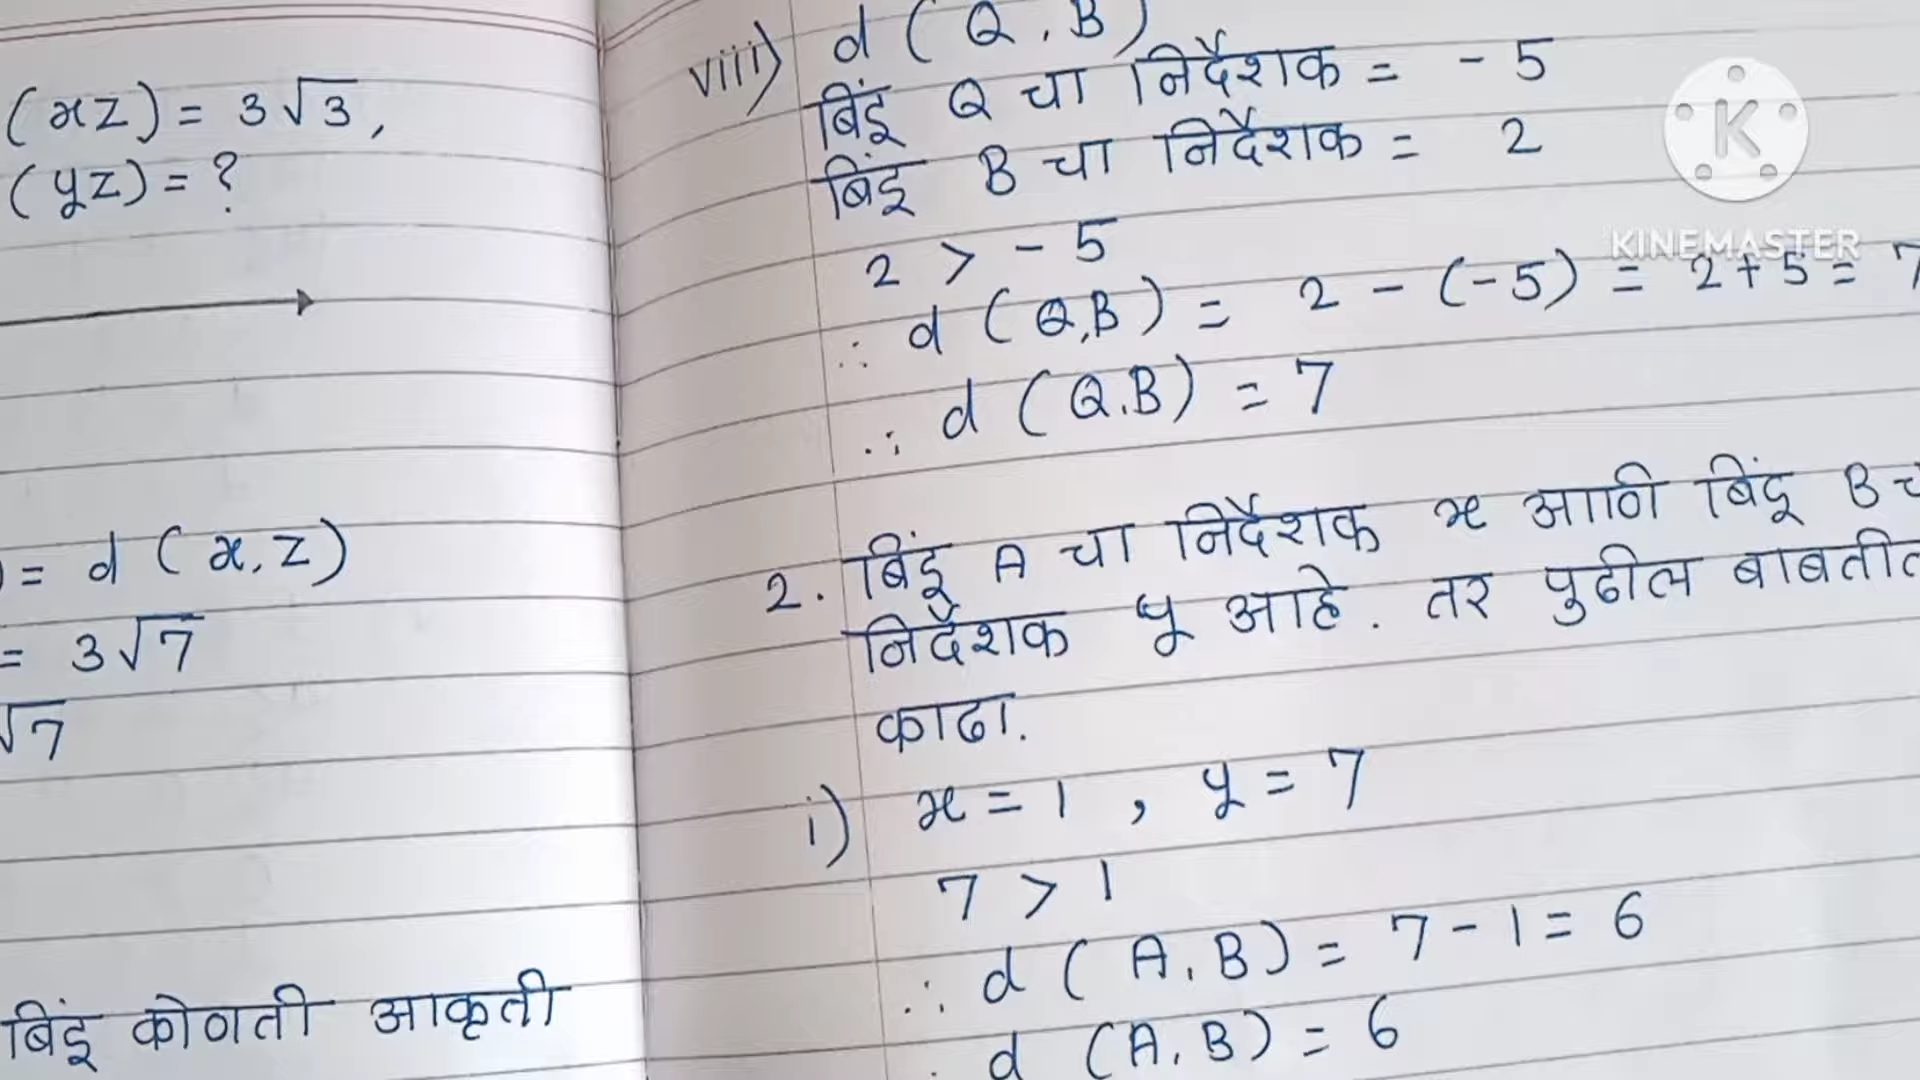 (xz) = 3√3,
(yz) = ?
) = d (x, z)
= 3√7
√7
बिंदू कोणती आकृती
viii) d (Q, B)
बिंदू Q चा निर्देशक = - 5
बिंदू B चा निर्देशक = 2
2 > - 5
∴ d (Q,B) = 2 - (-5) = 2+5 = 7
∴ d (Q.B) = 7
2. बिंदू A चा निर्देशक x आणि बिंदू B च
निर्देशक y आहे. तर पुढील बाबतीत
काढा.
i) x = 1 , y = 7
7 > 1
∴ d (A, B) = 7 - 1 = 6
d (A, B) = 6
KINEMASTER